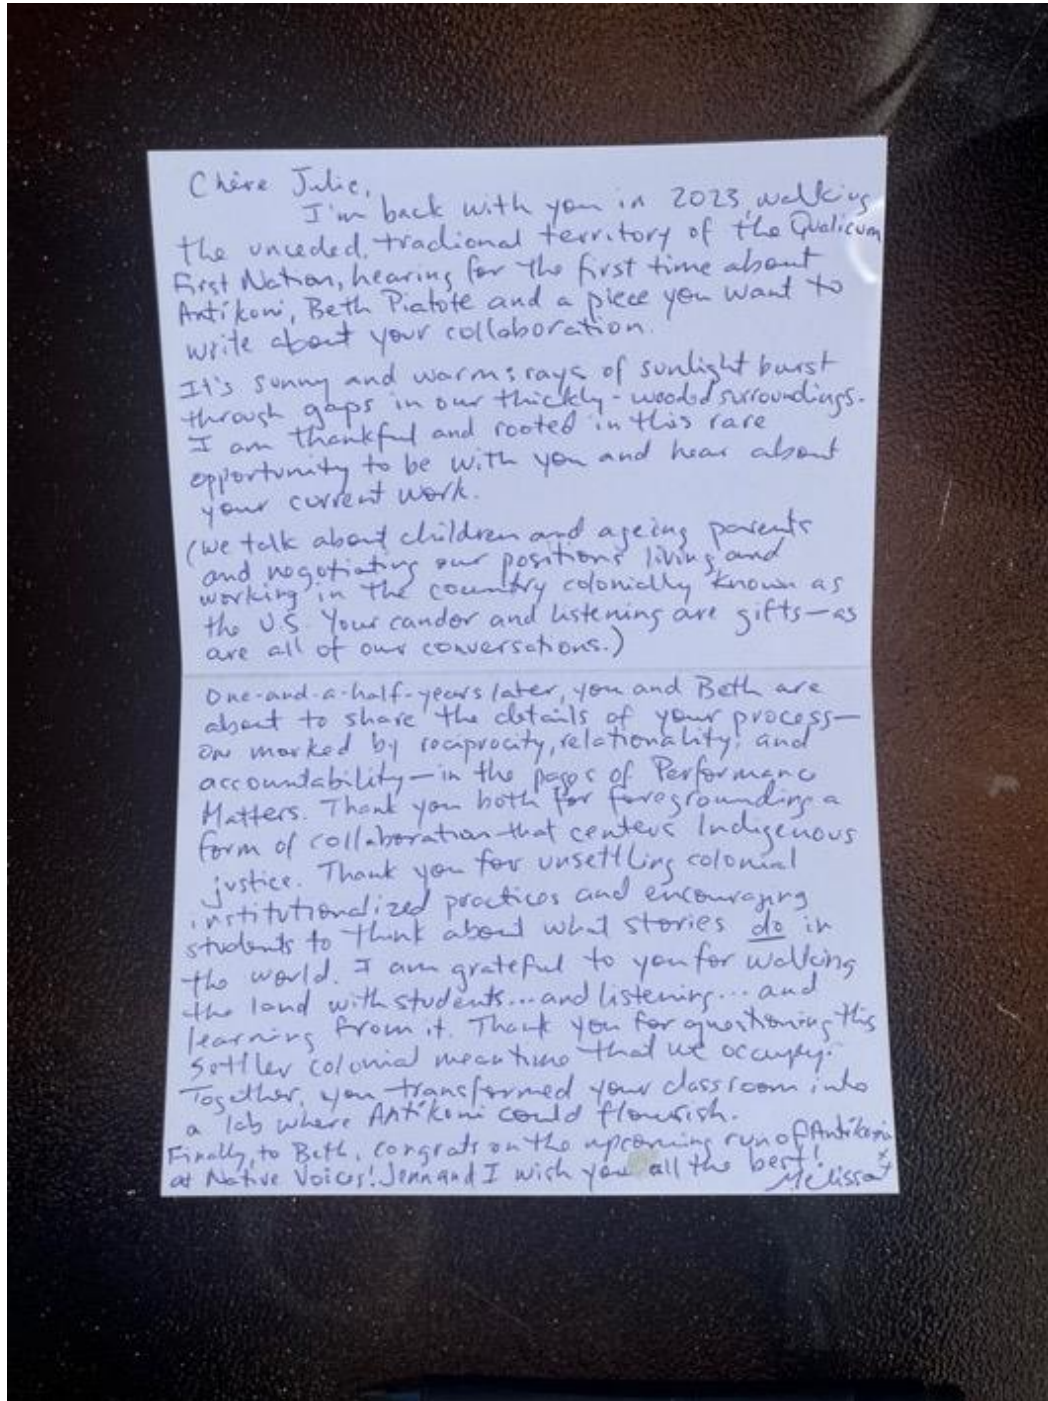 Chère Julie,
I'm back with you in 2023, walking
the unceded, tradional territory of the Qualicum
First Nation, hearing for the first time about
Antíkoni, Beth Piatote and a piece you want to
write about your collaboration.
It's sunny and warm: rays of sunlight burst
through gaps in our thickly-wooded surroundings.
I am thankful and rooted in this rare
opportunity to be with you and hear about
your current work.
(We talk about children and ageing parents
and negotiating our positions living and
working in the country colonially known as
the U.S. Your candor and listening are gifts—as
are all of our conversations.)
One-and-a-half-years later, you and Beth are
about to share the details of your process—
one marked by reciprocity, relationality, and
accountability—in the pages of Performance
Matters. Thank you both for foregrounding a
form of collaboration that centers Indigenous
justice. Thank you for unsettling colonial
institutionalized practices and encouraging
students to think about what stories do in
the world. I am grateful to you for walking
the land with students...and listening...and
learning from it. Thank you for questioning this
settler colonial meantime that we occupy.
Together, you transformed your classroom into
a lab where Antíkoni could flourish.
Finally, to Beth, congrats on the upcoming run of Antíkoni
at Native Voices! Jenn and I wish you all the best!
Melissa